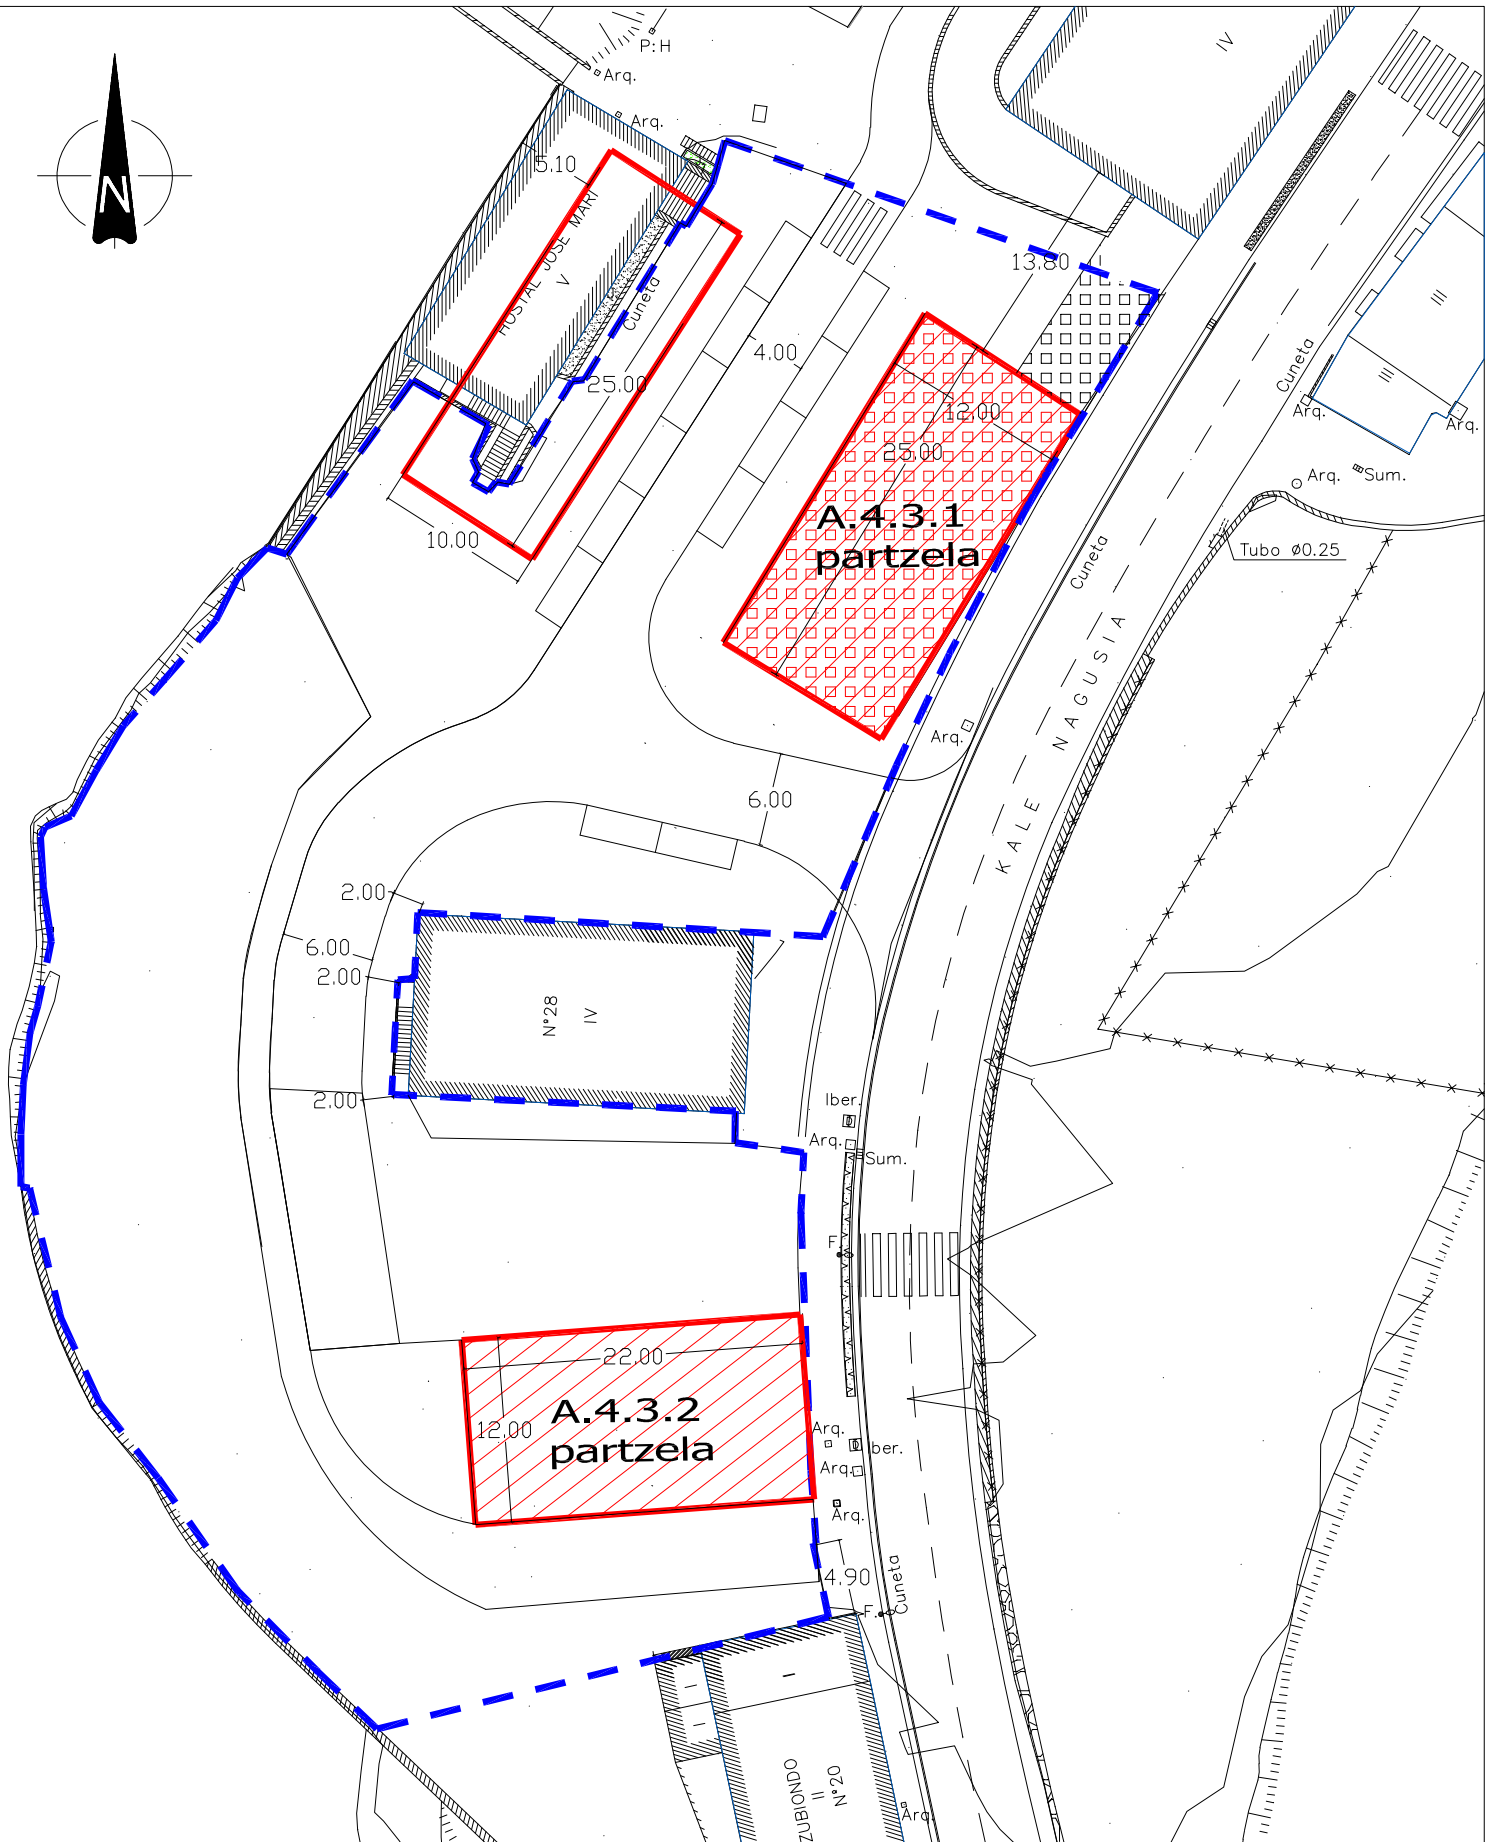 P:H
Arq.
Arq.
IV
N
5.10
HOSTAL JOSE MARI
V
Cuneta
25.00
10.00
4.00
13.80
12.00
25.00
A.4.3.1
partzela
Cuneta
III
III
Arq.
Arq.
Arq.
Sum.
Tubo ø0.25
Cuneta
KALE NAGUSIA
Arq.
6.00
2.00
6.00
2.00
N°28
IV
2.00
Iber.
Arq.
Sum.
F.
22.00
12.00
A.4.3.2
partzela
Arq.
Iber.
Arq.
Arq.
4.90
Cuneta
F.
I
I
I
ZUBIONDO
II
N°20
Arq.